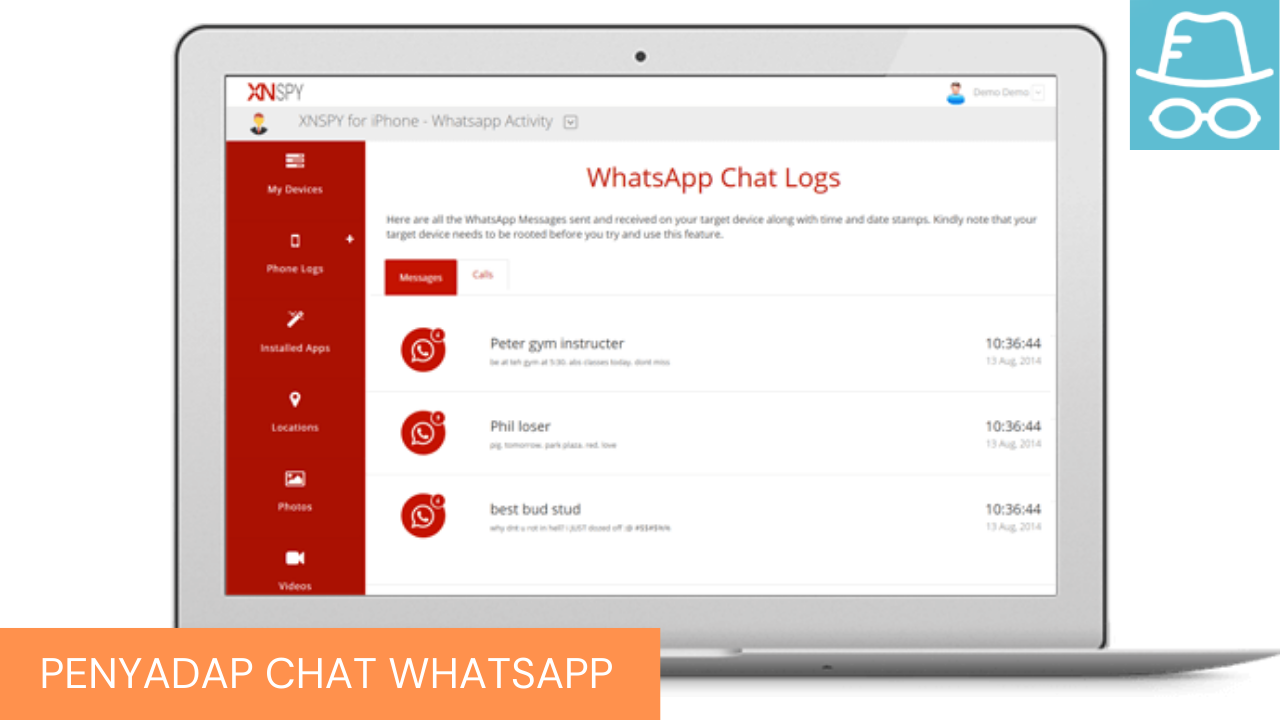 XNSPY
Demo Demo
XNSPY for iPhone - Whatsapp Activity
My Devices
Phone Logs
Installed Apps
Locations
Photos
Videos
WhatsApp Chat Logs
Here are all the WhatsApp Messages sent and received on your target device along with time and date stamps. Kindly note that your
target device needs to be rooted before you try and use this feature.
Messages
Calls
Peter gym instructer
10:36:44
be at teh gym at 5:30. abs classes today, dont miss
13 Aug, 2014
Phil loser
10:36:44
pig, tomorrow, park plaza, red, love
13 Aug, 2014
best bud stud
10:36:44
why dnt u rot in hell? i JUST dozed off :@
13 Aug, 2014
PENYADAP CHAT WHATSAPP